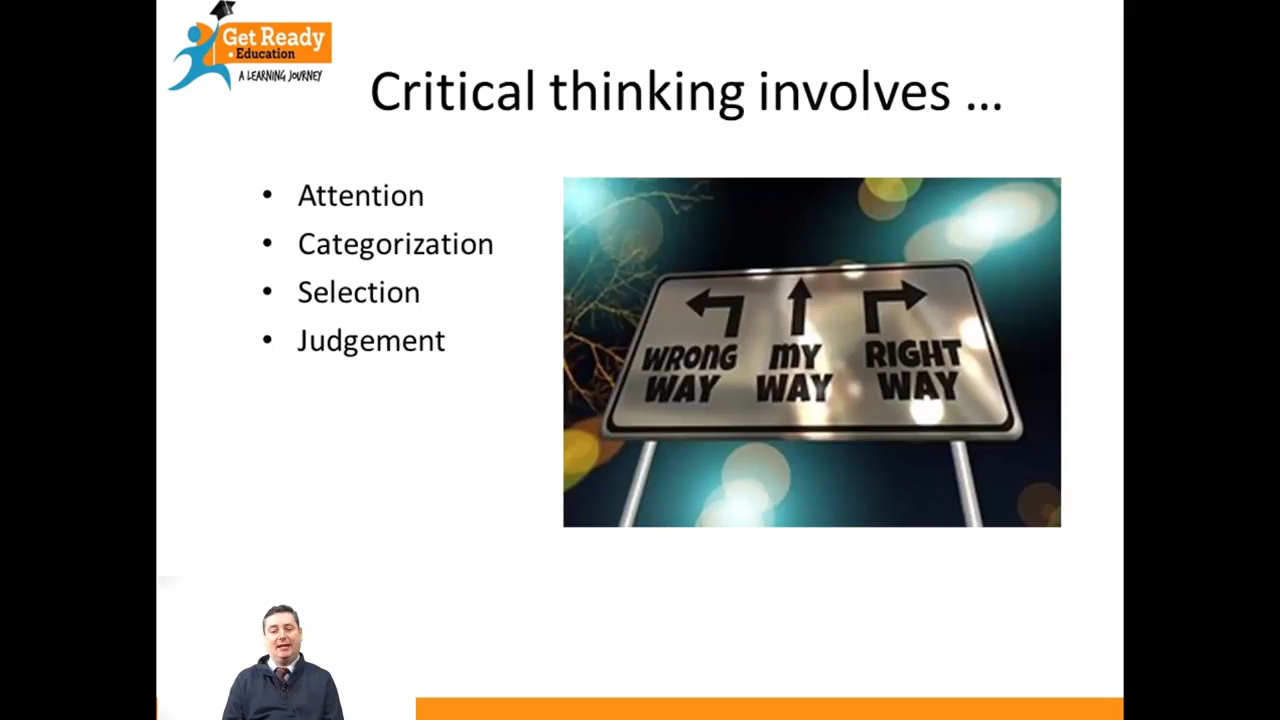 Get Ready
• Education
A LEARNING JOURNEY
Critical thinking involves ...
• Attention
• Categorization
• Selection
• Judgement
WRONG WAY
MY WAY
RIGHT WAY